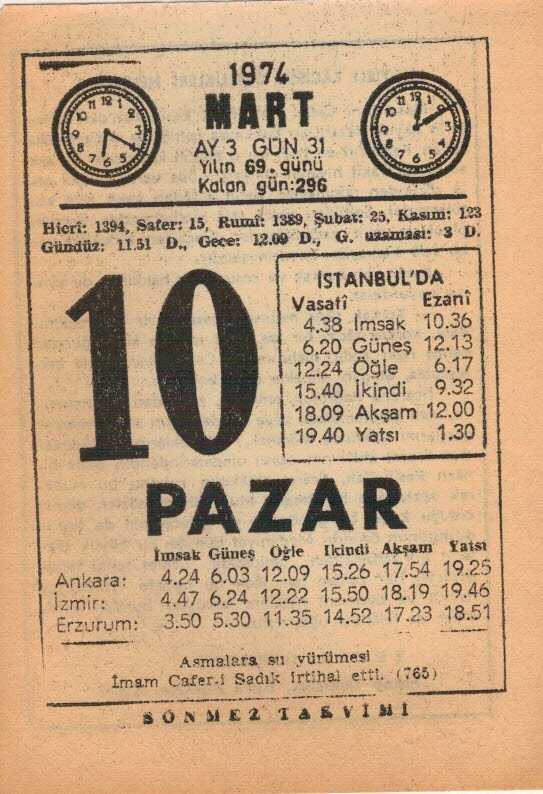 1974
MART
AY 3 GÜN 31
Yılın 69. günü
Kalan gün:296
Hicrî: 1394, Safer: 15, Rumî: 1389, Şubat: 25, Kasım: 123
Gündüz: 11.51 D., Gece: 12.09 D., G. uzaması: 3 D.
10
İSTANBUL'DA
Vasatî Ezanî
4.38 İmsak 10.36
6.20 Güneş 12.13
12.24 Öğle 6.17
15.40 İkindi 9.32
18.09 Akşam 12.00
19.40 Yatsı 1.30
PAZAR
İmsak Güneş Öğle İkindi Akşam Yatsı
Ankara: 4.24 6.03 12.09 15.26 17.54 19.25
İzmir: 4.47 6.24 12.22 15.50 18.19 19.46
Erzurum: 3.50 5.30 11.35 14.52 17.23 18.51
Asmalara su yürümesi
İmam Cafer-i Sadık irtihal etti. (765)
SÖNMEZ TAKVİMİ